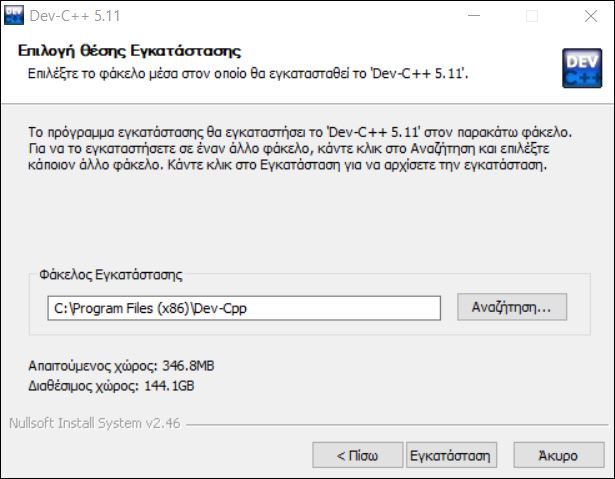 Dev-C++ 5.11
Επιλογή Θέσης Εγκατάστασης
Επιλέξτε το φάκελο μέσα στον οποίο θα εγκατασταθεί το 'Dev-C++ 5.11'.
DEV
C++
Το πρόγραμμα εγκατάστασης θα εγκαταστήσει το 'Dev-C++ 5.11' στον παρακάτω φάκελο.
Για να το εγκαταστήσετε σε έναν άλλο φάκελο, κάντε κλικ στο Αναζήτηση και επιλέξτε
κάποιον άλλο φάκελο. Κάντε κλικ στο Εγκατάσταση για να αρχίσετε την εγκατάσταση.
Φάκελος Εγκατάστασης
C:\Program Files (x86)\Dev-Cpp
Αναζήτηση...
Απαιτούμενος χώρος: 346.8MB
Διαθέσιμος χώρος: 144.1GB
Nullsoft Install System v2.46
< Πίσω
Εγκατάσταση
Άκυρο